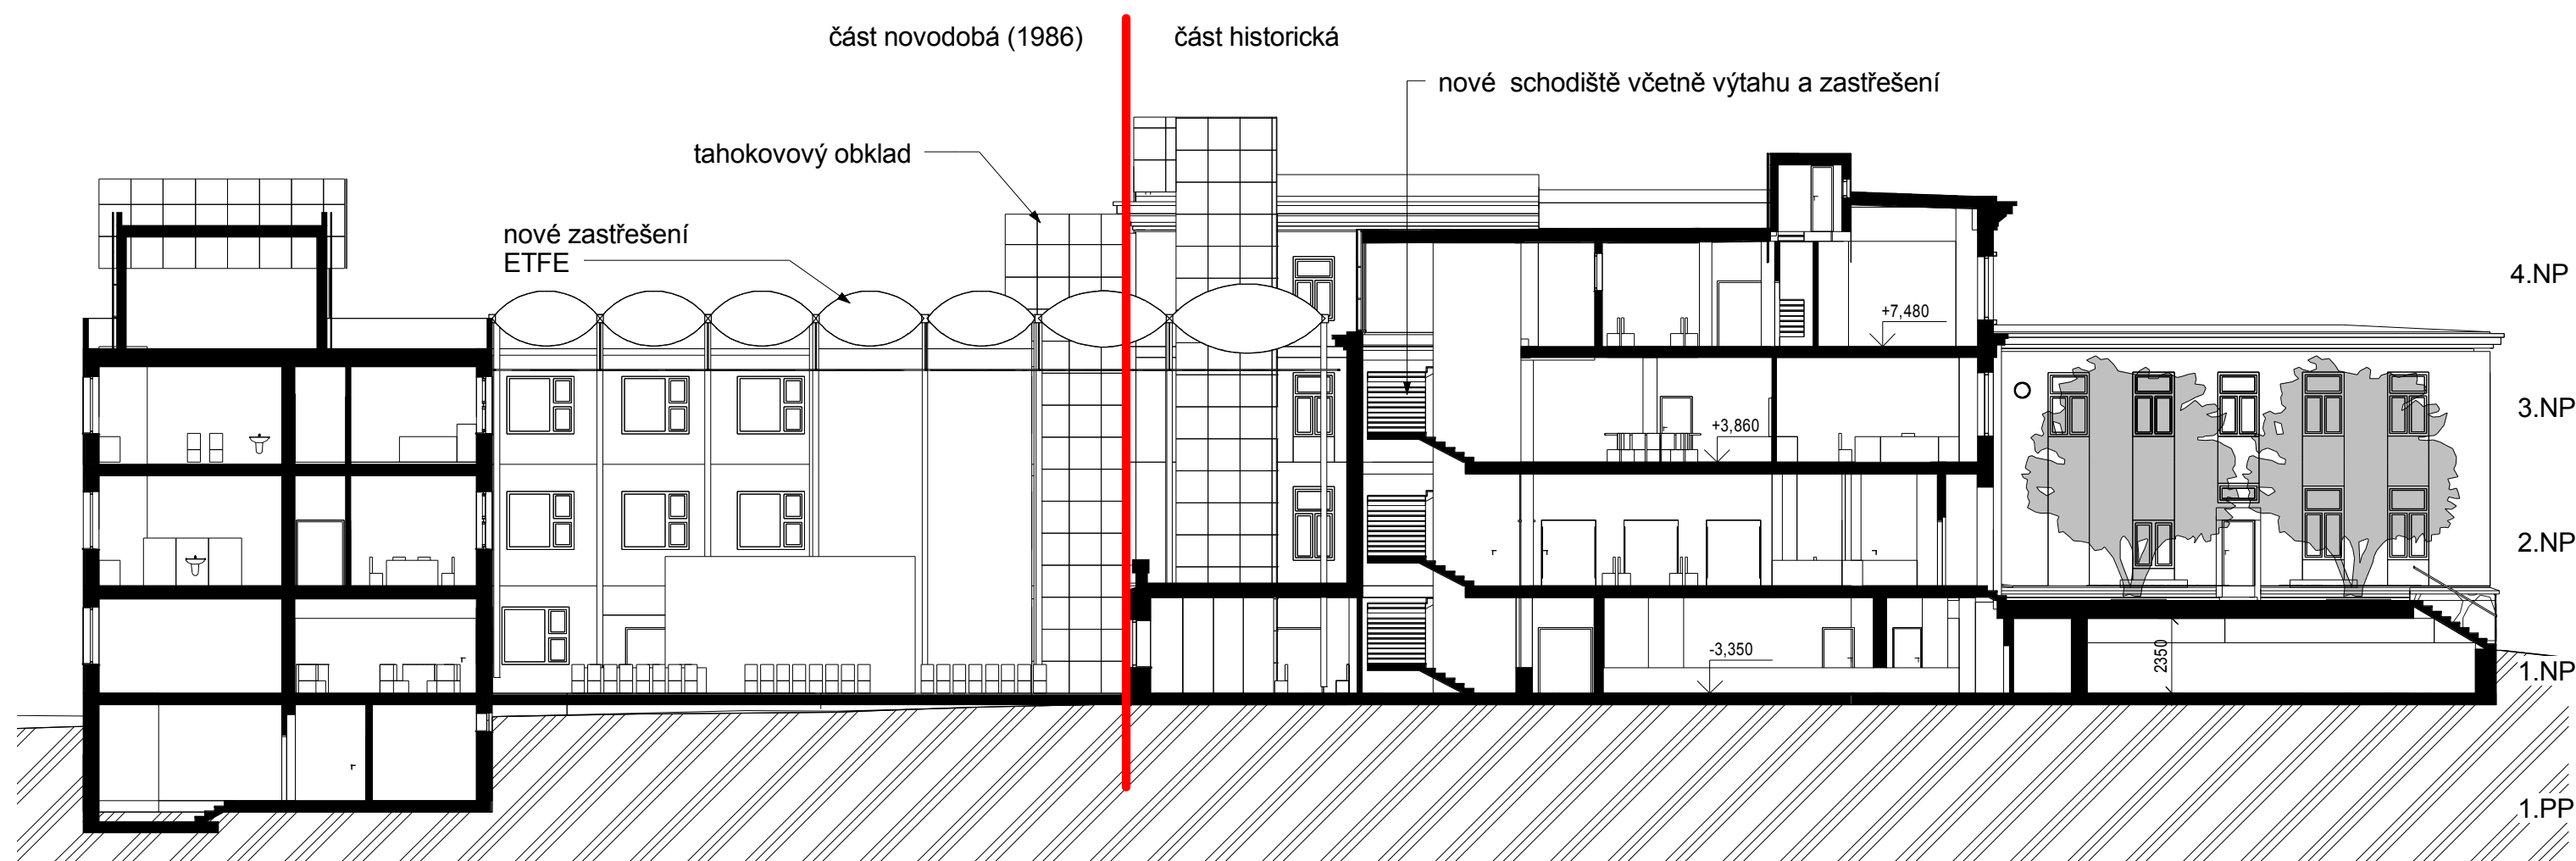 část novodobá (1986)
část historická
nové schodiště včetně výtahu a zastřešení
tahokovový obklad
nové zastřešení
ETFE
4.NP
+7,480
3.NP
+3,860
2.NP
-3,350
2350
1.NP
1.PP